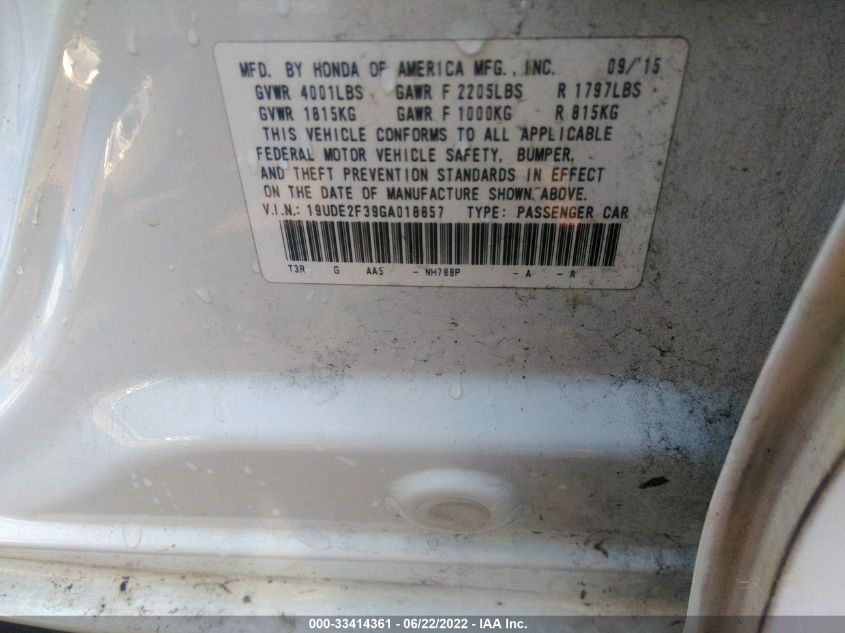 MFD. BY HONDA OF AMERICA MFG., INC. 09/'15
GVWR 4001LBS GAWR F 2205LBS R 1797LBS
GVWR 1815KG GAWR F 1000KG R 815KG
THIS VEHICLE CONFORMS TO ALL APPLICABLE
FEDERAL MOTOR VEHICLE SAFETY, BUMPER,
AND THEFT PREVENTION STANDARDS IN EFFECT
ON THE DATE OF MANUFACTURE SHOWN ABOVE.
V.I.N.: 19UDE2F39GA018857 TYPE: PASSENGER CAR
T3R G AA5 - NH788P - A - A
000-33414361 - 06/22/2022 - IAA Inc.